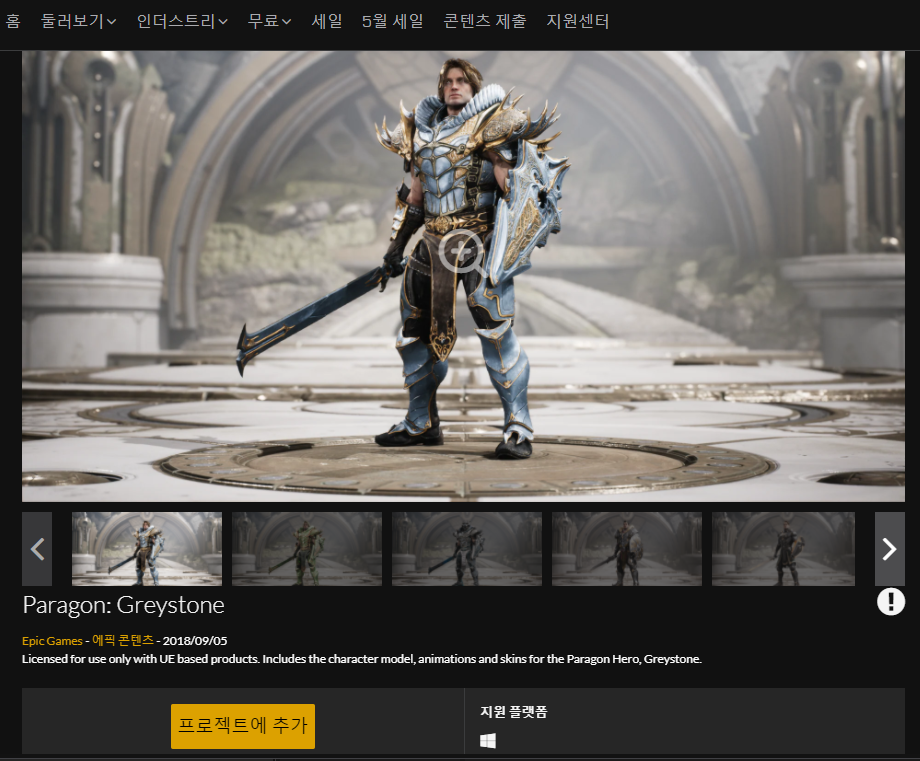 홈 둘러보기 인더스트리 무료 세일 5월 세일 콘텐츠 제출 지원센터
Paragon: Greystone
Epic Games - 에픽 콘텐츠 - 2018/09/05
Licensed for use only with UE based products. Includes the character model, animations and skins for the Paragon Hero, Greystone.
프로젝트에 추가
지원 플랫폼